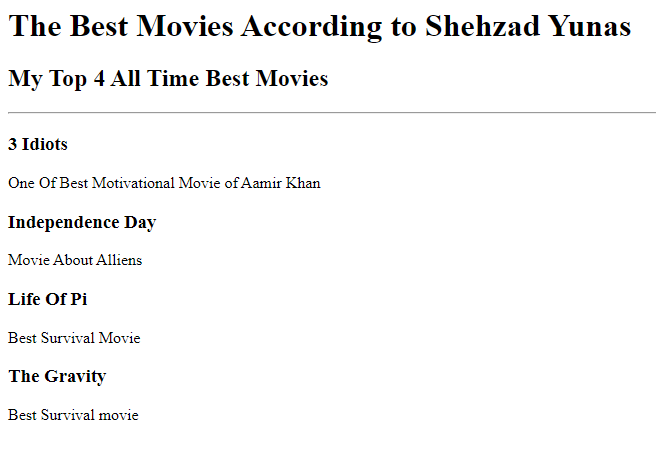 The Best Movies According to Shehzad Yunas
My Top 4 All Time Best Movies
3 Idiots
One Of Best Motivational Movie of Aamir Khan
Independence Day
Movie About Alliens
Life Of Pi
Best Survival Movie
The Gravity
Best Survival movie